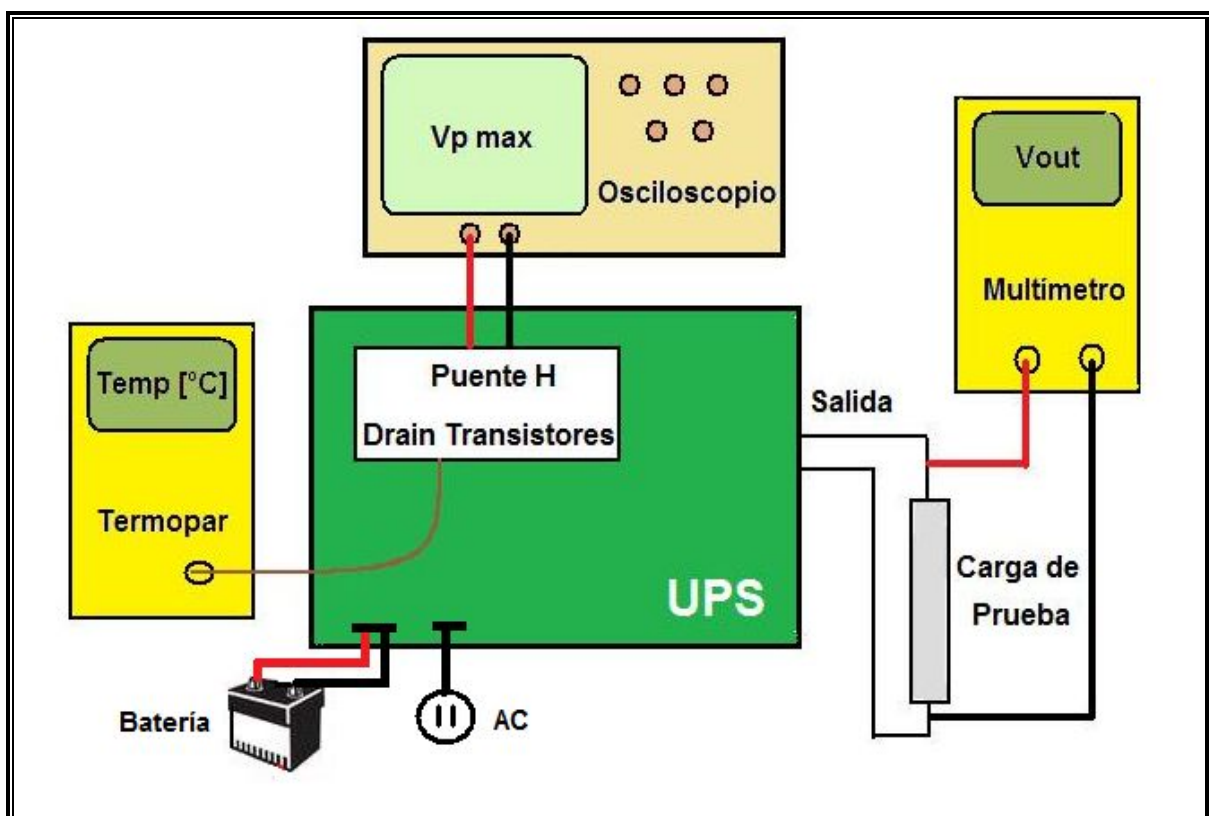 Vp max
Osciloscopio
Vout
Multímetro
Temp [°C]
Termopar
Puente H
Drain Transistores
Salida
UPS
Carga de
Prueba
Batería
AC